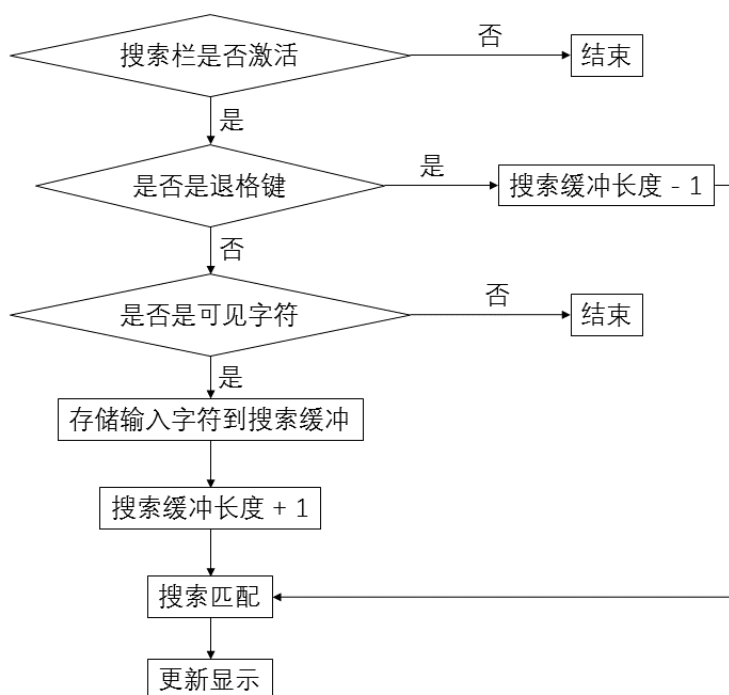 搜索栏是否激活
否
结束
是
是否是退格键
是
搜索缓冲长度 - 1
否
是否是可见字符
否
结束
是
存储输入字符到搜索缓冲
搜索缓冲长度 + 1
搜索匹配
更新显示